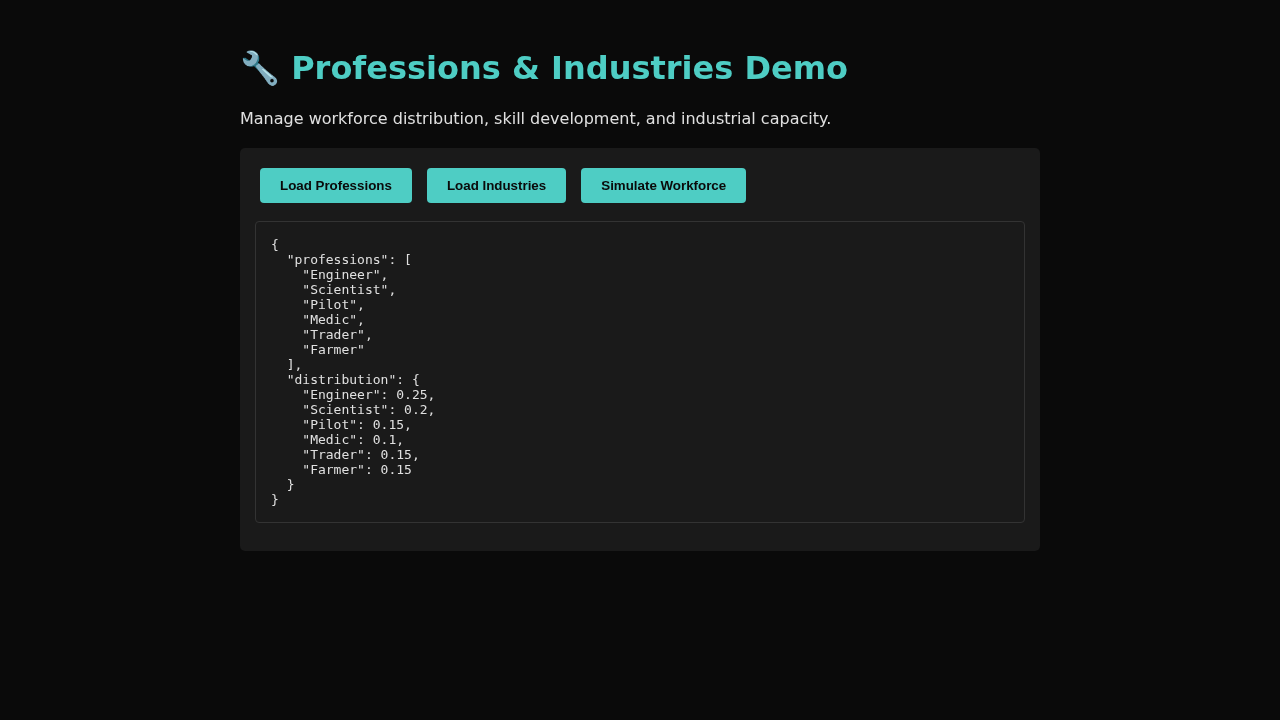 🔧 Professions & Industries Demo
Manage workforce distribution, skill development, and industrial capacity.
Load Professions
Load Industries
Simulate Workforce
{
  "professions": [
    "Engineer",
    "Scientist",
    "Pilot",
    "Medic",
    "Trader",
    "Farmer"
  ],
  "distribution": {
    "Engineer": 0.25,
    "Scientist": 0.2,
    "Pilot": 0.15,
    "Medic": 0.1,
    "Trader": 0.15,
    "Farmer": 0.15
  }
}